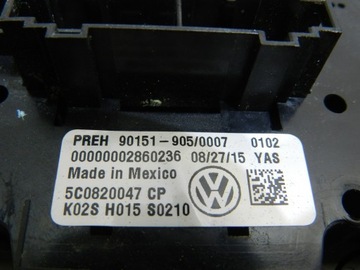 PREH 90151-905/0007 0102
00000002860236 08/27/15 YAS
Made in Mexico
5C0820047 CP
K02S H015 S0210